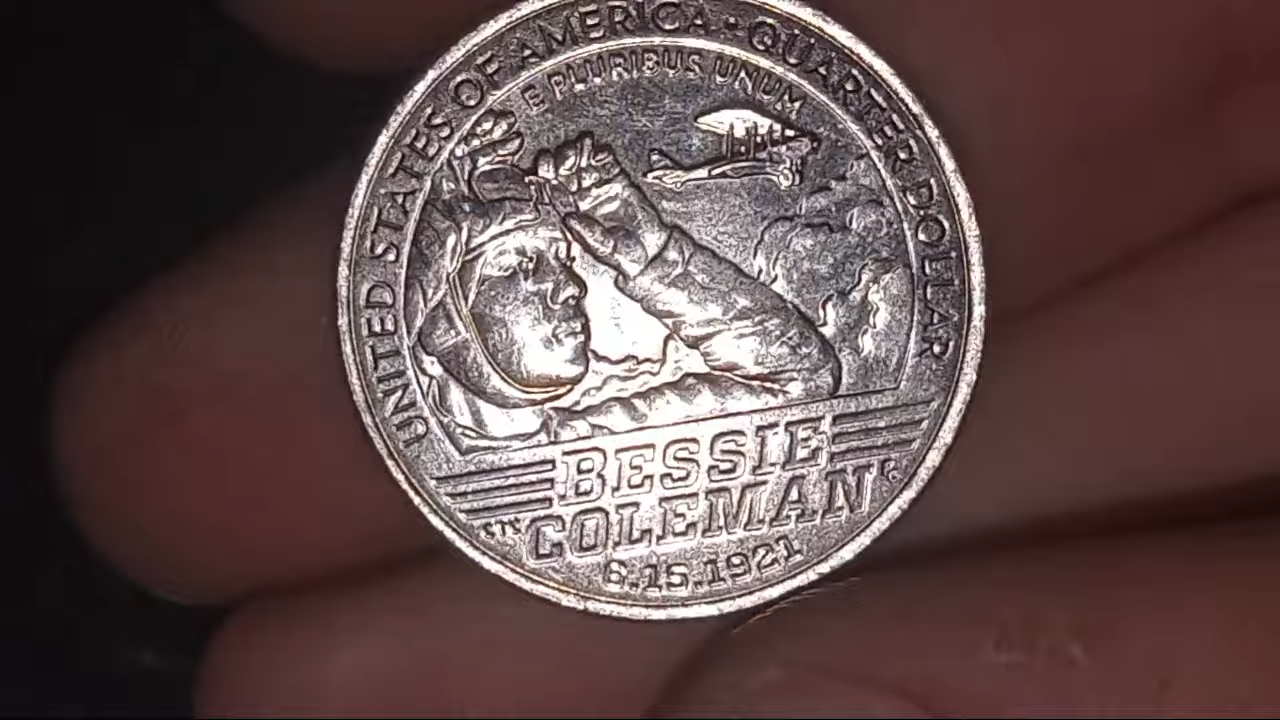 UNITED STATES OF AMERICA • QUARTER DOLLAR
E PLURIBUS UNUM
BESSIE
COLEMAN
6.15.1921